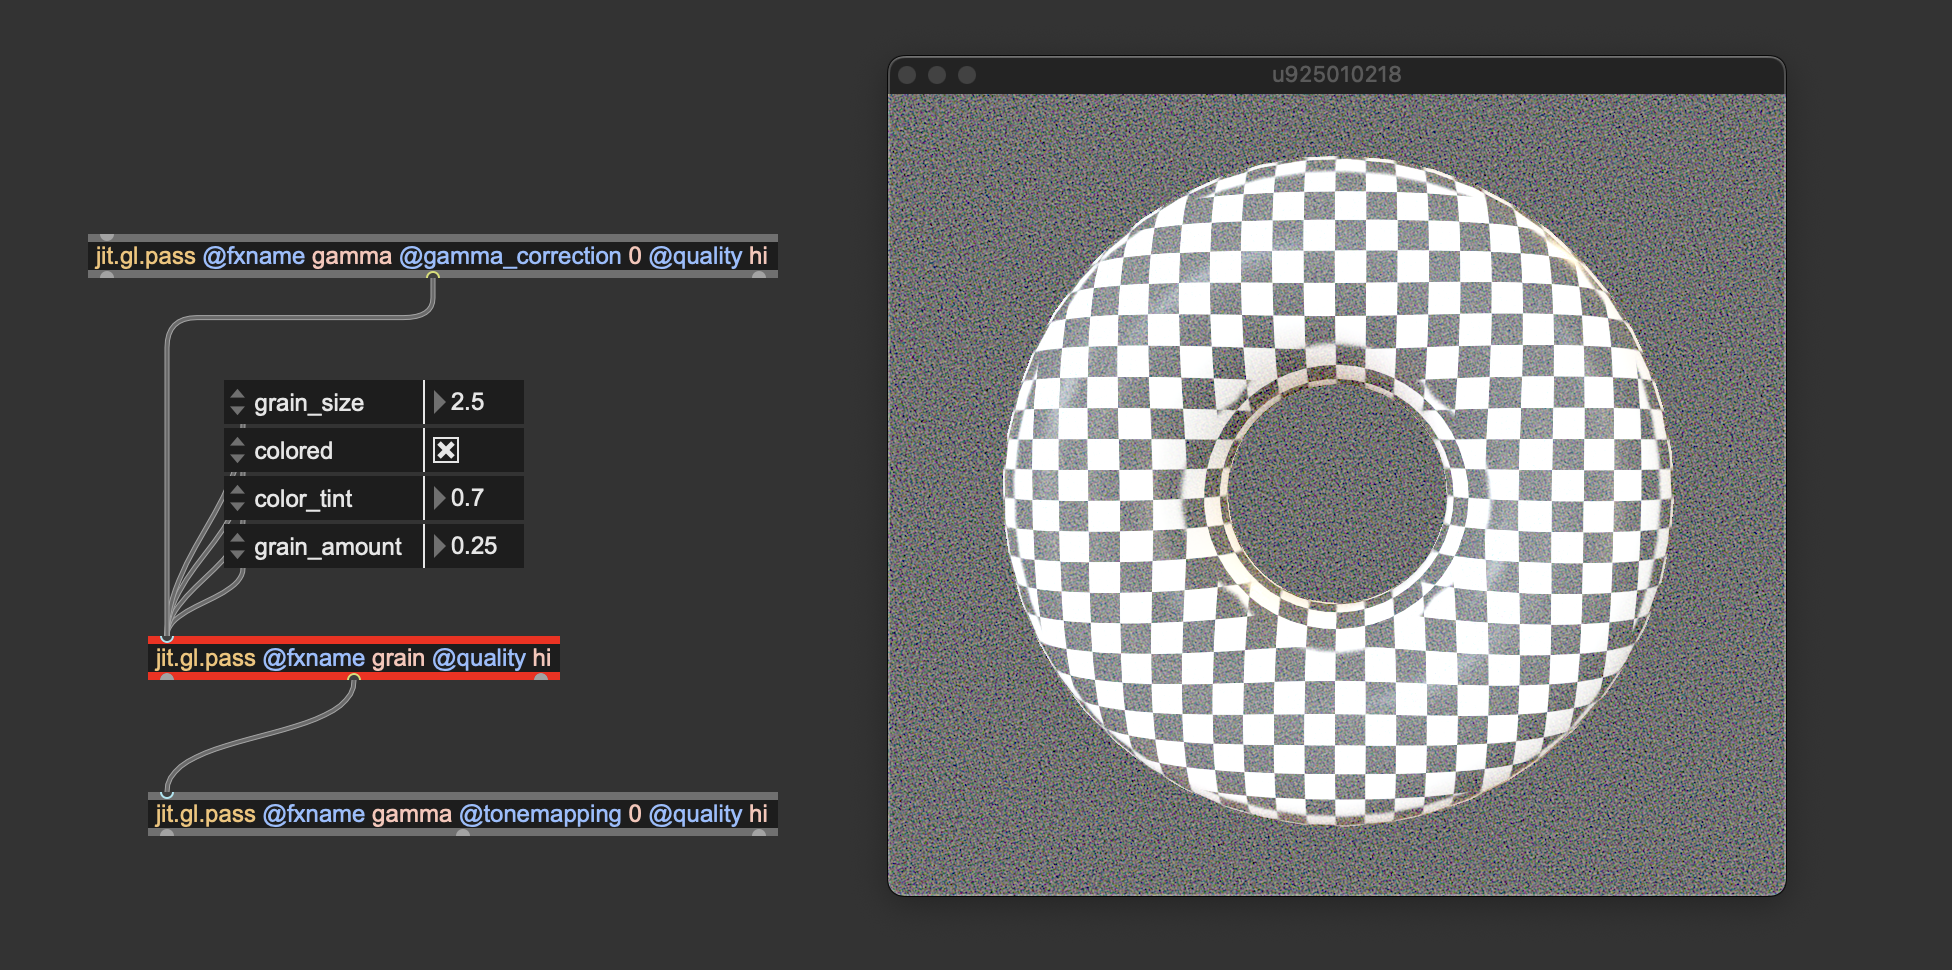 jit.gl.pass @fxname gamma @gamma_correction 0 @quality hi
grain_size 2.5
colored
color_tint 0.7
grain_amount 0.25
jit.gl.pass @fxname grain @quality hi
jit.gl.pass @fxname gamma @tonemapping 0 @quality hi
u925010218